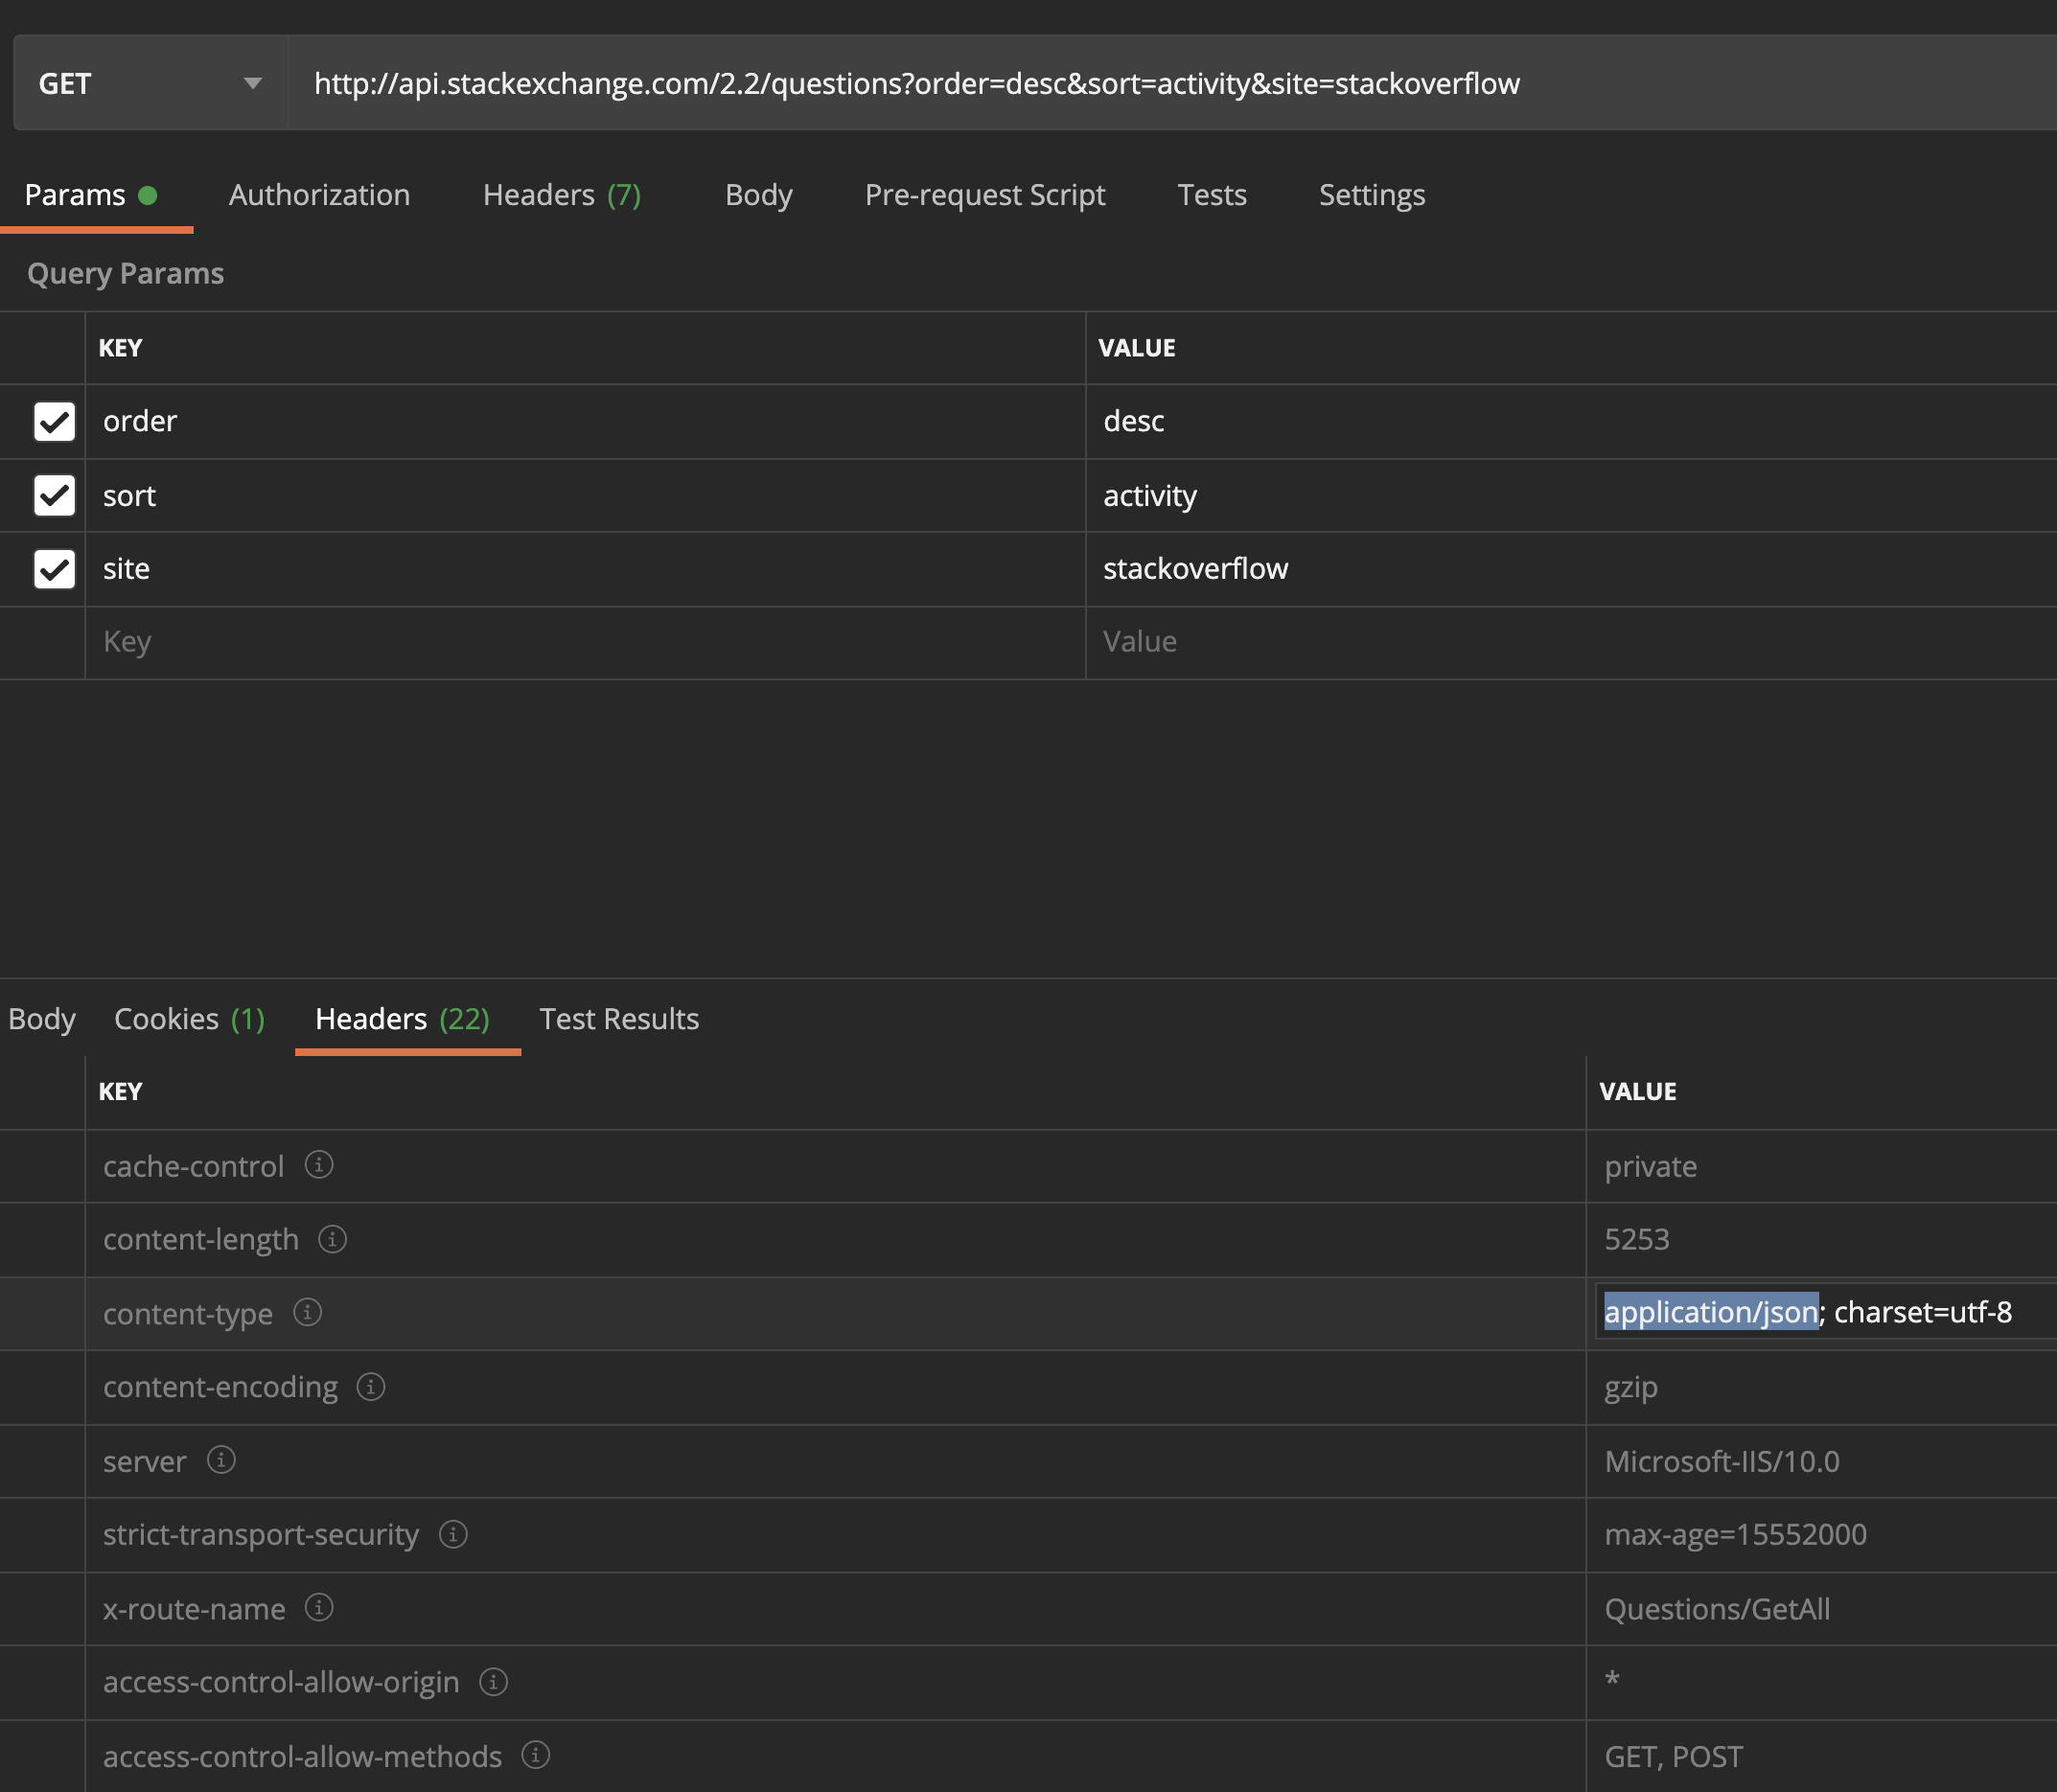 GET http://api.stackexchange.com/2.2/questions?order=desc&sort=activity&site=stackoverflow
Params Authorization Headers (7) Body Pre-request Script Tests Settings
Query Params
KEY VALUE
order desc
sort activity
site stackoverflow
Key Value
Body Cookies (1) Headers (22) Test Results
KEY VALUE
cache-control private
content-length 5253
content-type application/json; charset=utf-8
content-encoding gzip
server Microsoft-IIS/10.0
strict-transport-security max-age=15552000
x-route-name Questions/GetAll
access-control-allow-origin *
access-control-allow-methods GET, POST